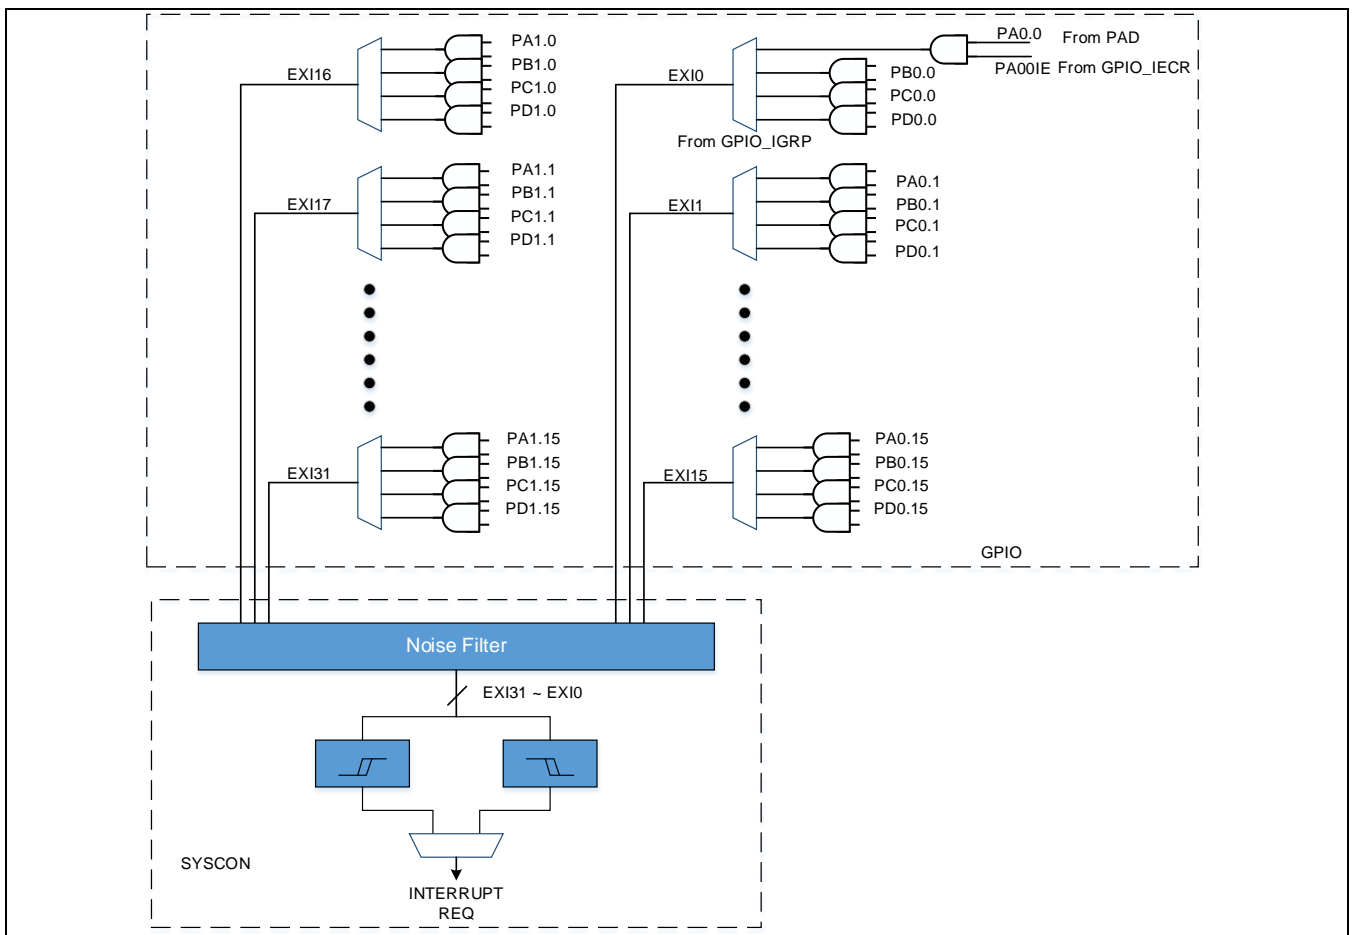 PA1.0
PB1.0
EXI16
PC1.0
PD1.0
PA0.0 From PAD
PA00IE From GPIO_IECR
EXI0
PB0.0
PC0.0
PD0.0
From GPIO_IGRP
PA1.1
PB1.1
EXI17
PC1.1
PD1.1
PA0.1
EXI1
PB0.1
PC0.1
PD0.1
PA1.15
PB1.15
EXI31
PC1.15
PD1.15
PA0.15
PB0.15
EXI15
PC0.15
PD0.15
GPIO
Noise Filter
EXI31 ~ EXI0
SYSCON
INTERRUPT
REQ